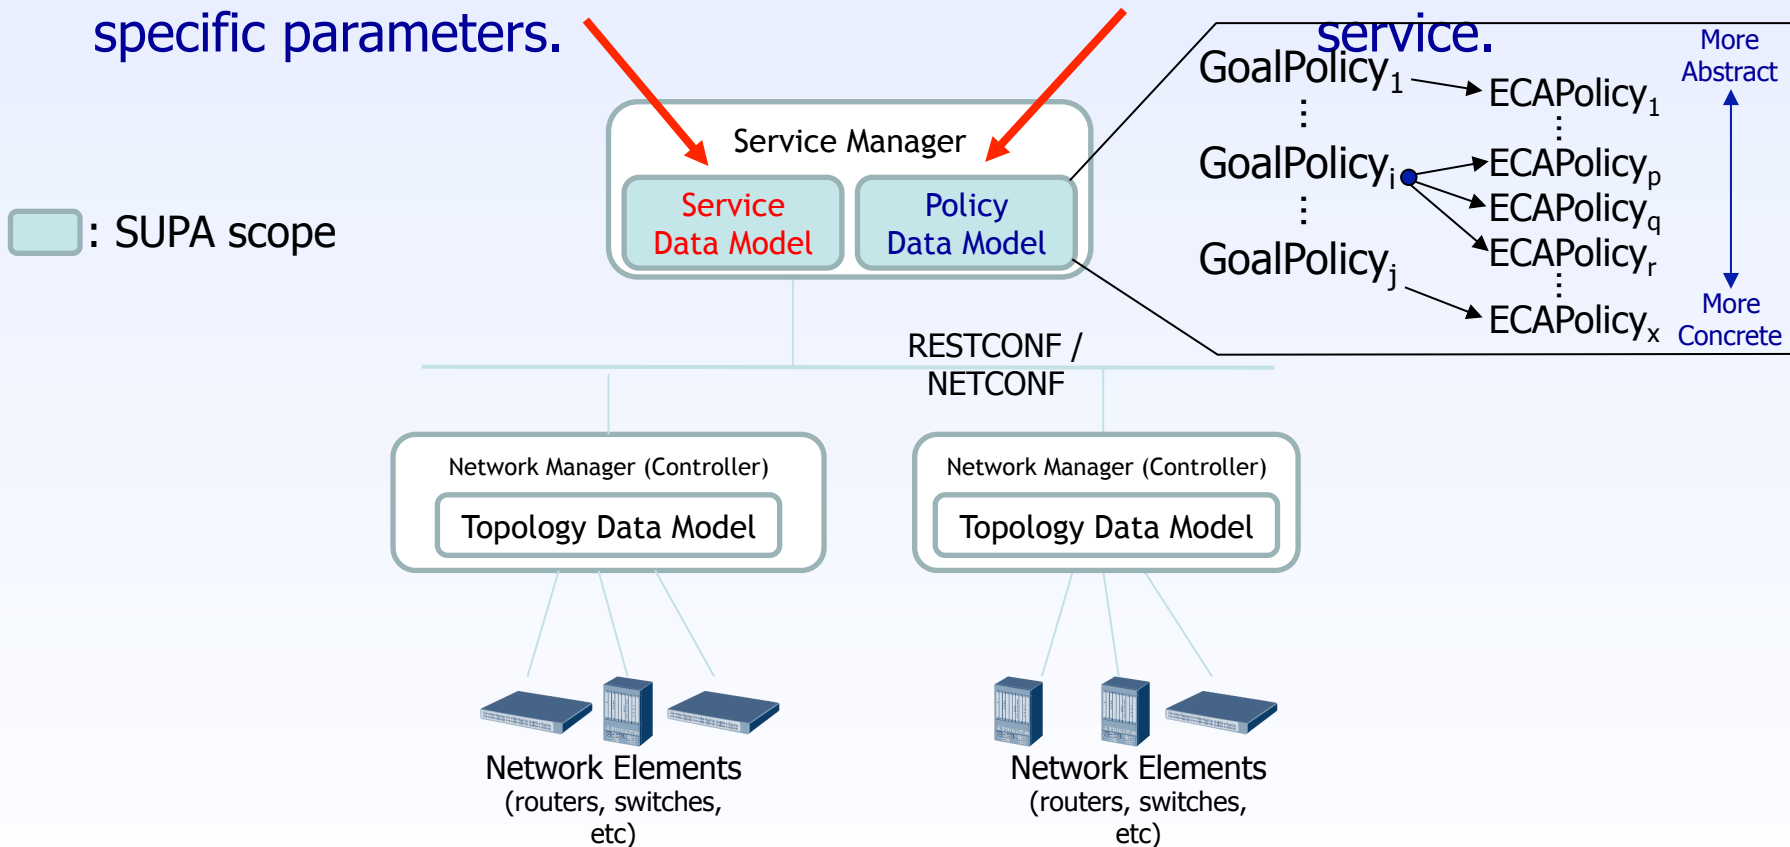 specific parameters.
service.
Service Manager
Service
Data Model
Policy
Data Model
: SUPA scope
GoalPolicy1
⋮
GoalPolicyi
⋮
GoalPolicyj
ECAPolicy1
⋮
ECAPolicyp
ECAPolicyq
ECAPolicyr
⋮
ECAPolicyx
More
Abstract
More
Concrete
RESTCONF /
NETCONF
Network Manager (Controller)
Topology Data Model
Network Manager (Controller)
Topology Data Model
Network Elements
(routers, switches,
etc)
Network Elements
(routers, switches,
etc)